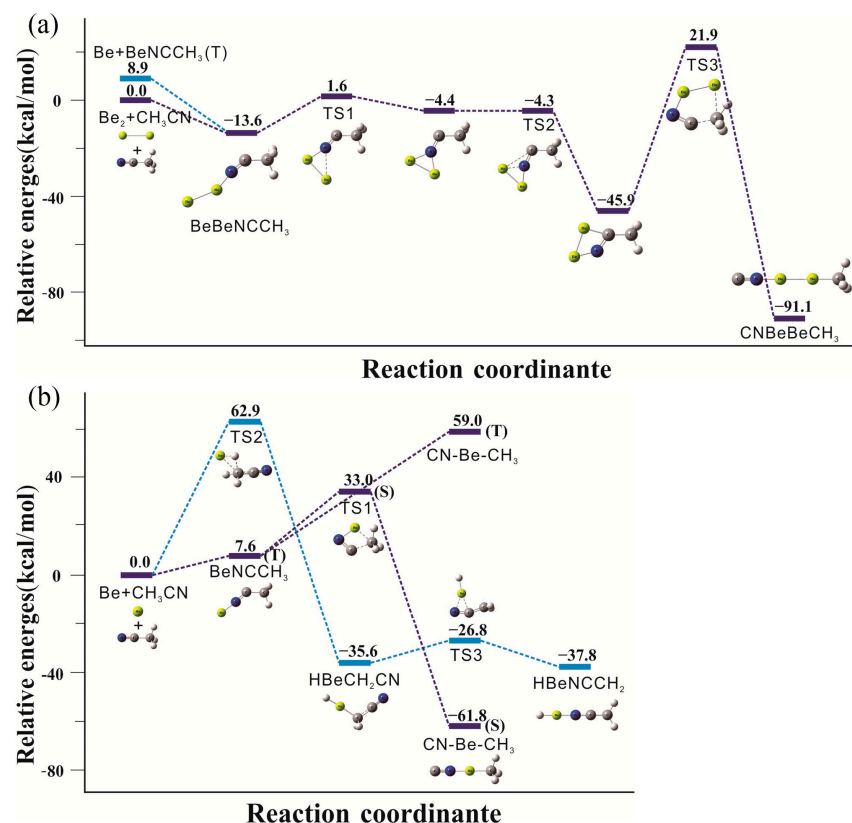 (a)
Relative energes(kcal/mol)
0
-40
-80
Be+BeNCCH₃(T)
8.9
0.0
Be₂+CH₃CN
+
−13.6
BeBeNCCH₃
1.6
TS1
−4.4
−4.3
TS2
−45.9
21.9
TS3
−91.1
CNBeBeCH₃
Reaction coordinante
(b)
Relative energes(kcal/mol)
40
0
-40
-80
0.0
Be+CH₃CN
+
62.9
TS2
7.6 (T)
BeNCCH₃
33.0 (S)
TS1
59.0 (T)
CN-Be-CH₃
−35.6
HBeCH₂CN
−26.8
TS3
−37.8
HBeNCCH₂
−61.8 (S)
CN-Be-CH₃
Reaction coordinante